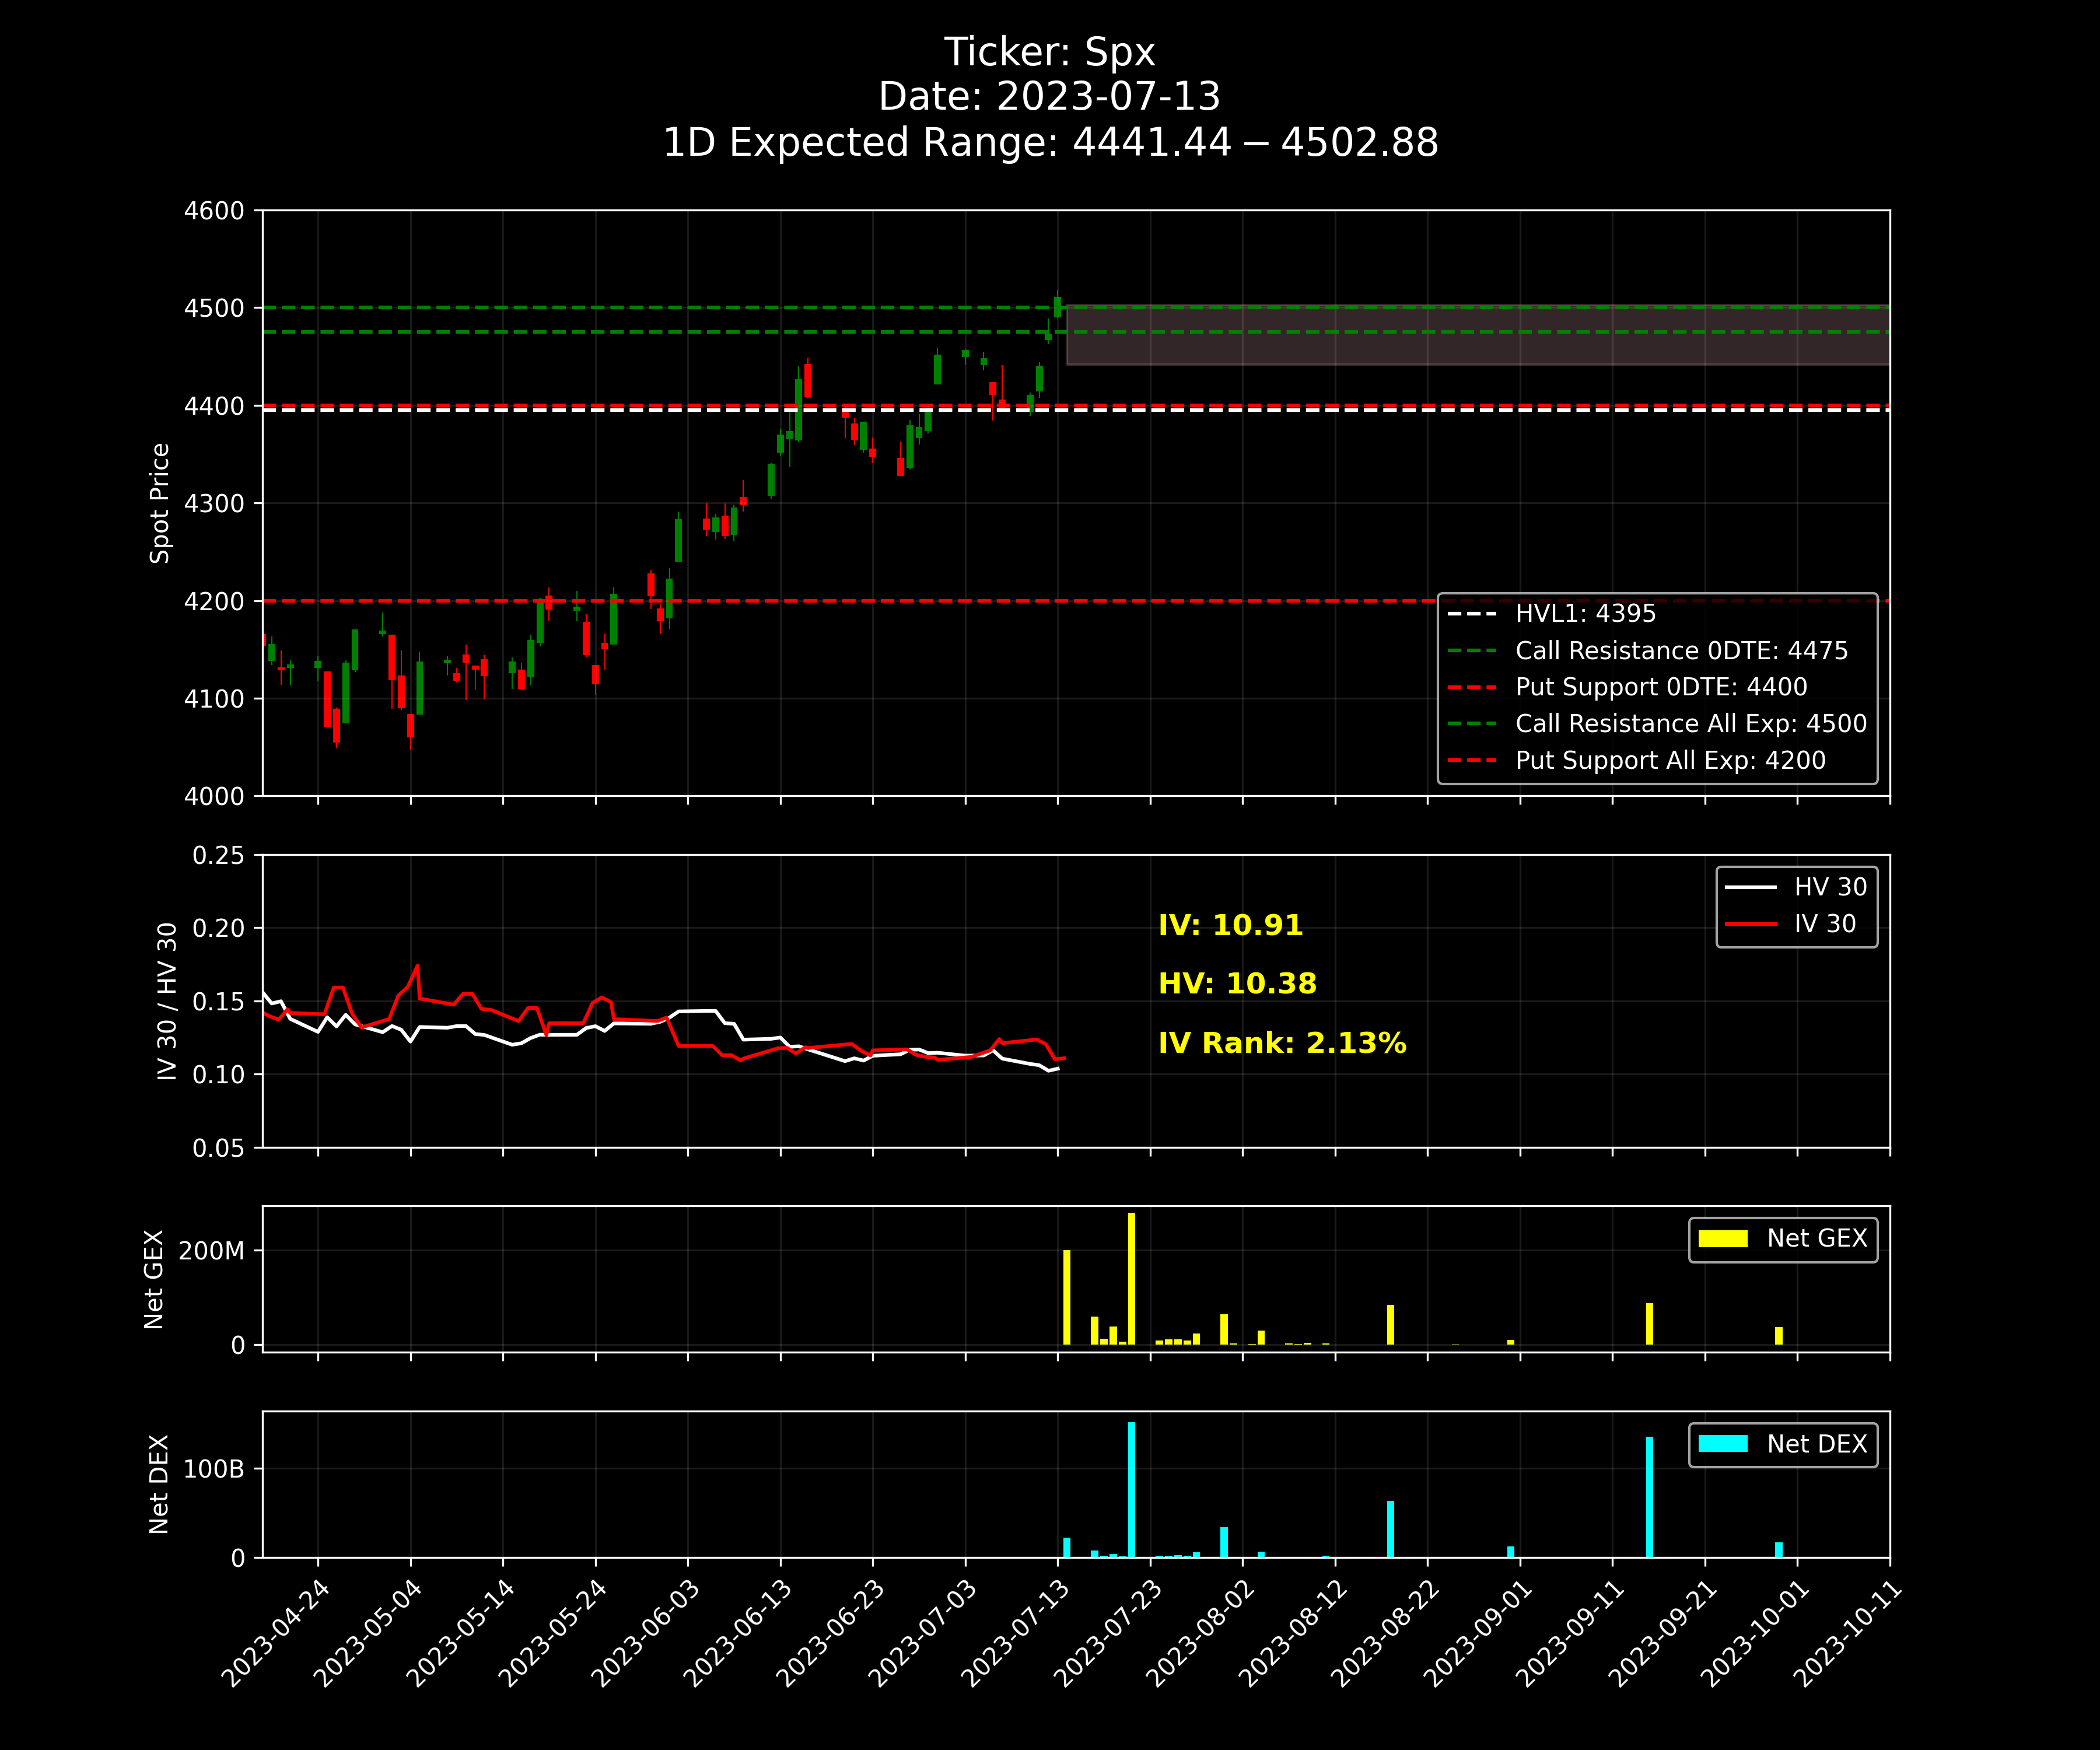 Ticker: Spx
Date: 2023-07-13
1D Expected Range: 4441.44 − 4502.88
4600
4500
4400
4300
4200
4100
4000
Spot Price
HVL1: 4395
Call Resistance 0DTE: 4475
Put Support 0DTE: 4400
Call Resistance All Exp: 4500
Put Support All Exp: 4200
0.25
0.20
0.15
0.10
0.05
IV 30 / HV 30
IV: 10.91
HV: 10.38
IV Rank: 2.13%
HV 30
IV 30
200M
0
Net GEX
Net GEX
100B
0
Net DEX
Net DEX
2023-04-24
2023-05-04
2023-05-14
2023-05-24
2023-06-03
2023-06-13
2023-06-23
2023-07-03
2023-07-13
2023-07-23
2023-08-02
2023-08-12
2023-08-22
2023-09-01
2023-09-11
2023-09-21
2023-10-01
2023-10-11